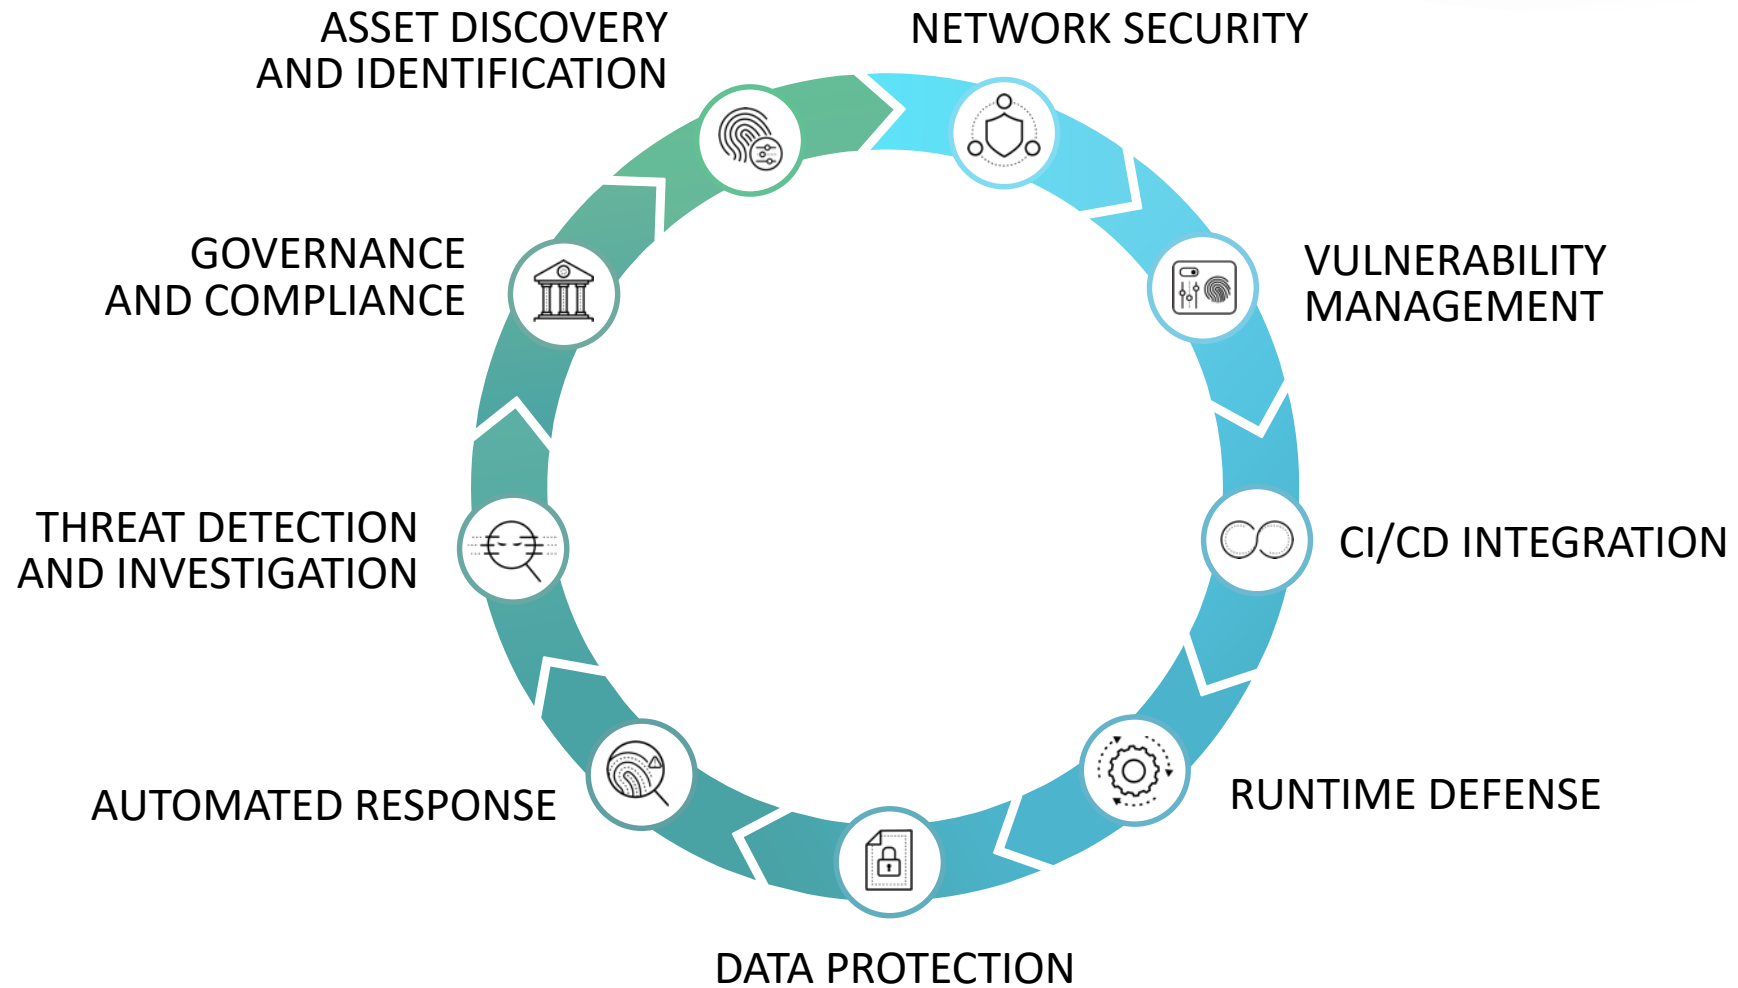 ASSET DISCOVERY
AND IDENTIFICATION
NETWORK SECURITY
VULNERABILITY
MANAGEMENT
CI/CD INTEGRATION
RUNTIME DEFENSE
DATA PROTECTION
AUTOMATED RESPONSE
THREAT DETECTION
AND INVESTIGATION
GOVERNANCE
AND COMPLIANCE